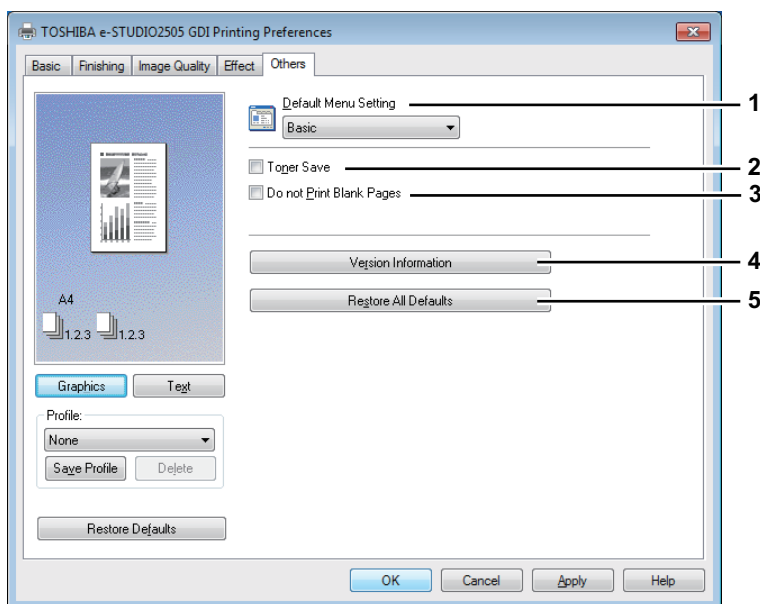 TOSHIBA e-STUDIO2505 GDI Printing Preferences
Basic Finishing Image Quality Effect Others
Default Menu Setting 1
Basic
Toner Save 2
Do not Print Blank Pages 3
Version Information 4
Restore All Defaults 5
A4
1.2.3 1.2.3
Graphics Text
Profile:
None
Save Profile Delete
Restore Defaults
OK Cancel Apply Help